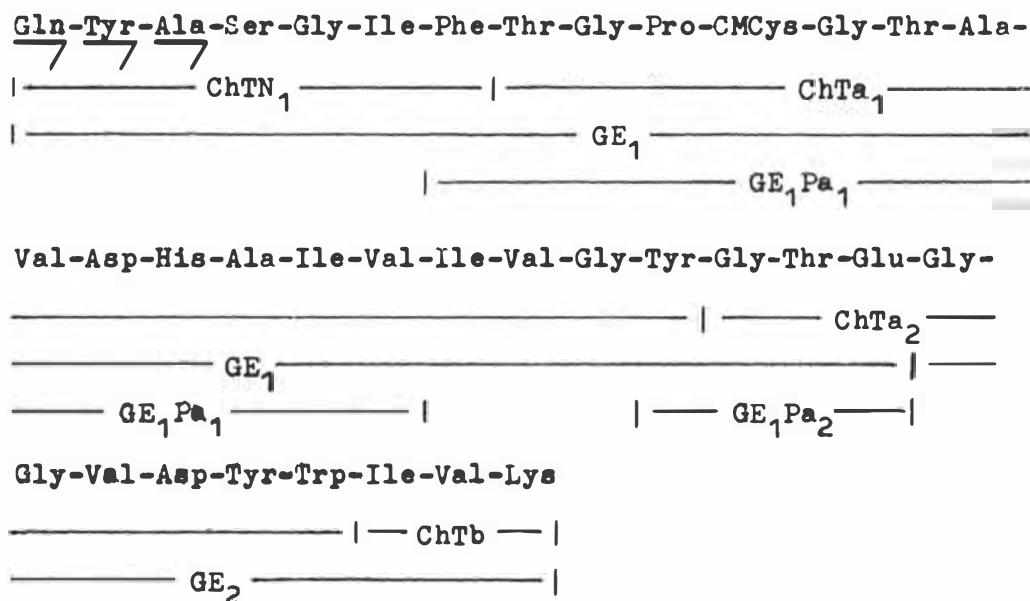 Gln-Tyr-Ala-Ser-Gly-Ile-Phe-Thr-Gly-Pro-CMCys-Gly-Thr-Ala-
ChTN₁ ChTa₁
GE₁
GE₁Pa₁
Val-Asp-His-Ala-Ile-Val-Ile-Val-Gly-Tyr-Gly-Thr-Glu-Gly-
ChTa₂
GE₁
GE₁Pa₁ GE₁Pa₂
Gly-Val-Asp-Tyr-Trp-Ile-Val-Lys
ChTb
GE₂